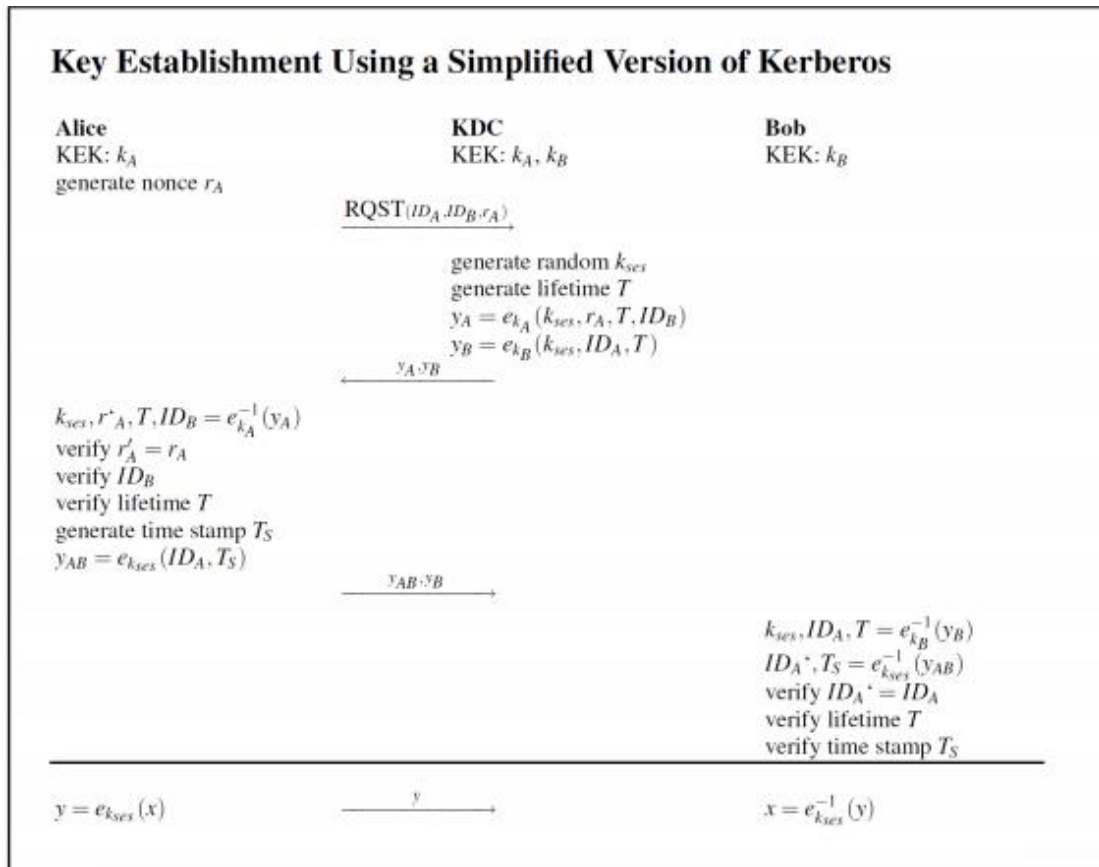 Key Establishment Using a Simplified Version of Kerberos
Alice KDC Bob
KEK: k_A KEK: k_A, k_B KEK: k_B
generate nonce r_A
RQST(ID_A,ID_B,r_A)
generate random k_ses
generate lifetime T
y_A = e_{k_A}(k_ses, r_A, T, ID_B)
y_B = e_{k_B}(k_ses, ID_A, T)
y_A,y_B
k_ses, r‘_A, T, ID_B = e^{-1}_{k_A}(y_A)
verify r'_A = r_A
verify ID_B
verify lifetime T
generate time stamp T_S
y_AB = e_{k_ses}(ID_A, T_S)
y_AB,y_B
k_ses, ID_A, T = e^{-1}_{k_B}(y_B)
ID_A‘, T_S = e^{-1}_{k_ses}(y_AB)
verify ID_A‘ = ID_A
verify lifetime T
verify time stamp T_S
y = e_{k_ses}(x) y x = e^{-1}_{k_ses}(y)